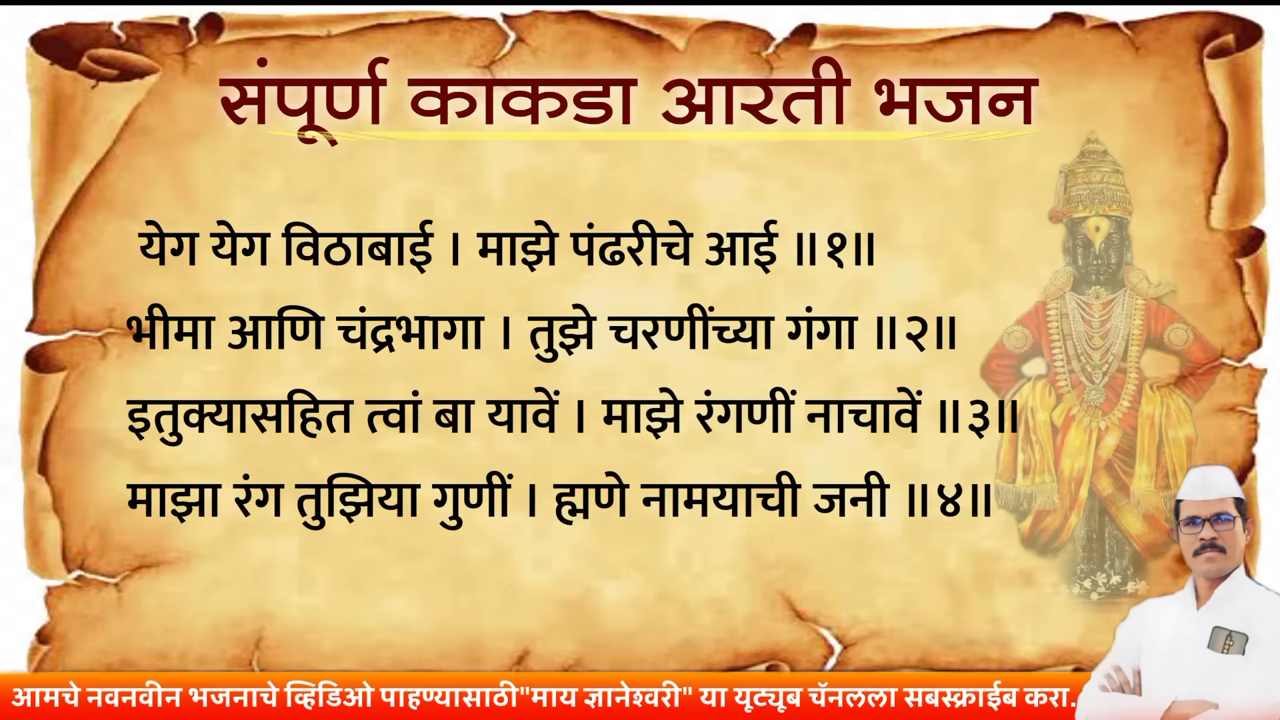 संपूर्ण काकडा आरती भजन
येग येग विठाबाई । माझे पंढरीचे आई ॥१॥
भीमा आणि चंद्रभागा । तुझे चरणींच्या गंगा ॥२॥
इतुक्यासहित त्वां बा यावें । माझे रंगणीं नाचावें ॥३॥
माझा रंग तुझिया गुणीं । ह्मणे नामयाची जनी ॥४॥
आमचे नवनवीन भजनाचे व्हिडिओ पाहण्यासाठी"माय ज्ञानेश्वरी" या यूट्यूब चॅनलला सबस्क्राईब करा.